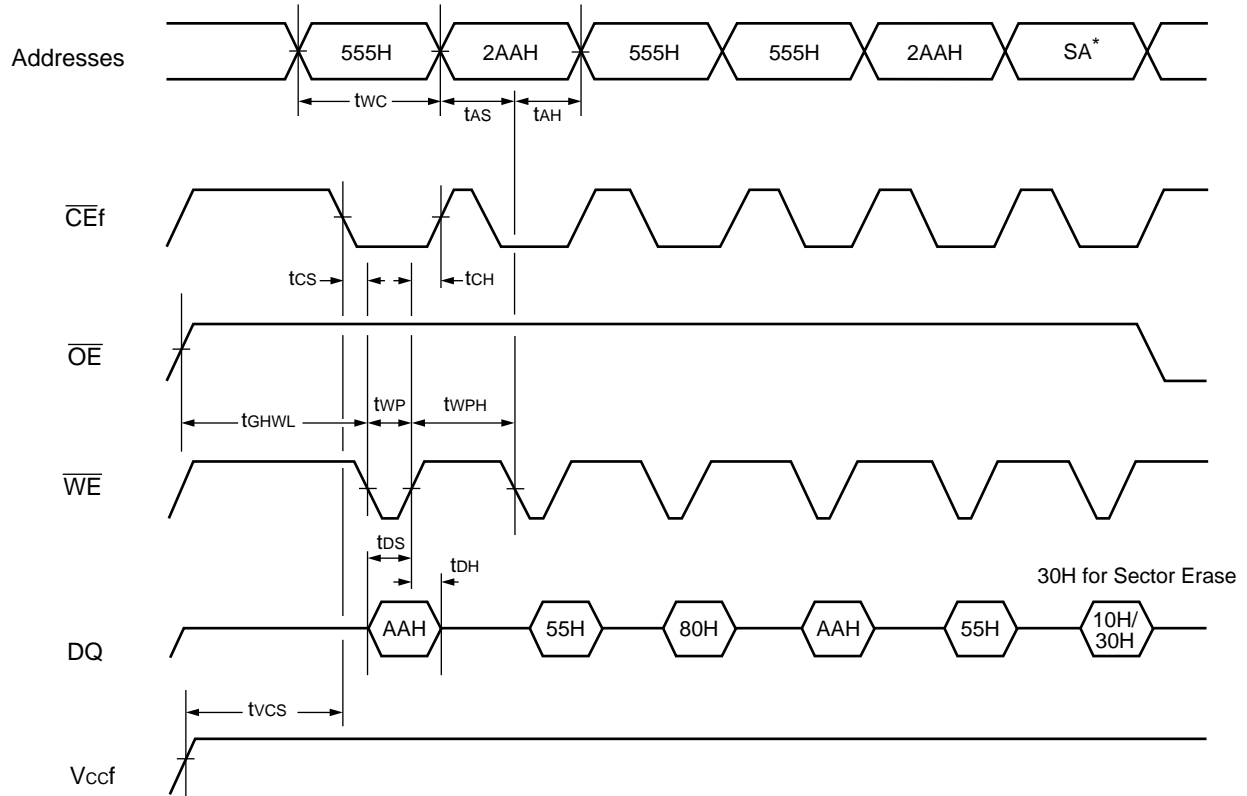 Addresses
555H 2AAH 555H 555H 2AAH SA*
tWC tAS tAH
CEf
tCS tCH
OE
tGHWL tWP tWPH
WE
tDS
tDH
30H for Sector Erase
DQ
AAH 55H 80H AAH 55H 10H/
30H
tVCS
VCCf